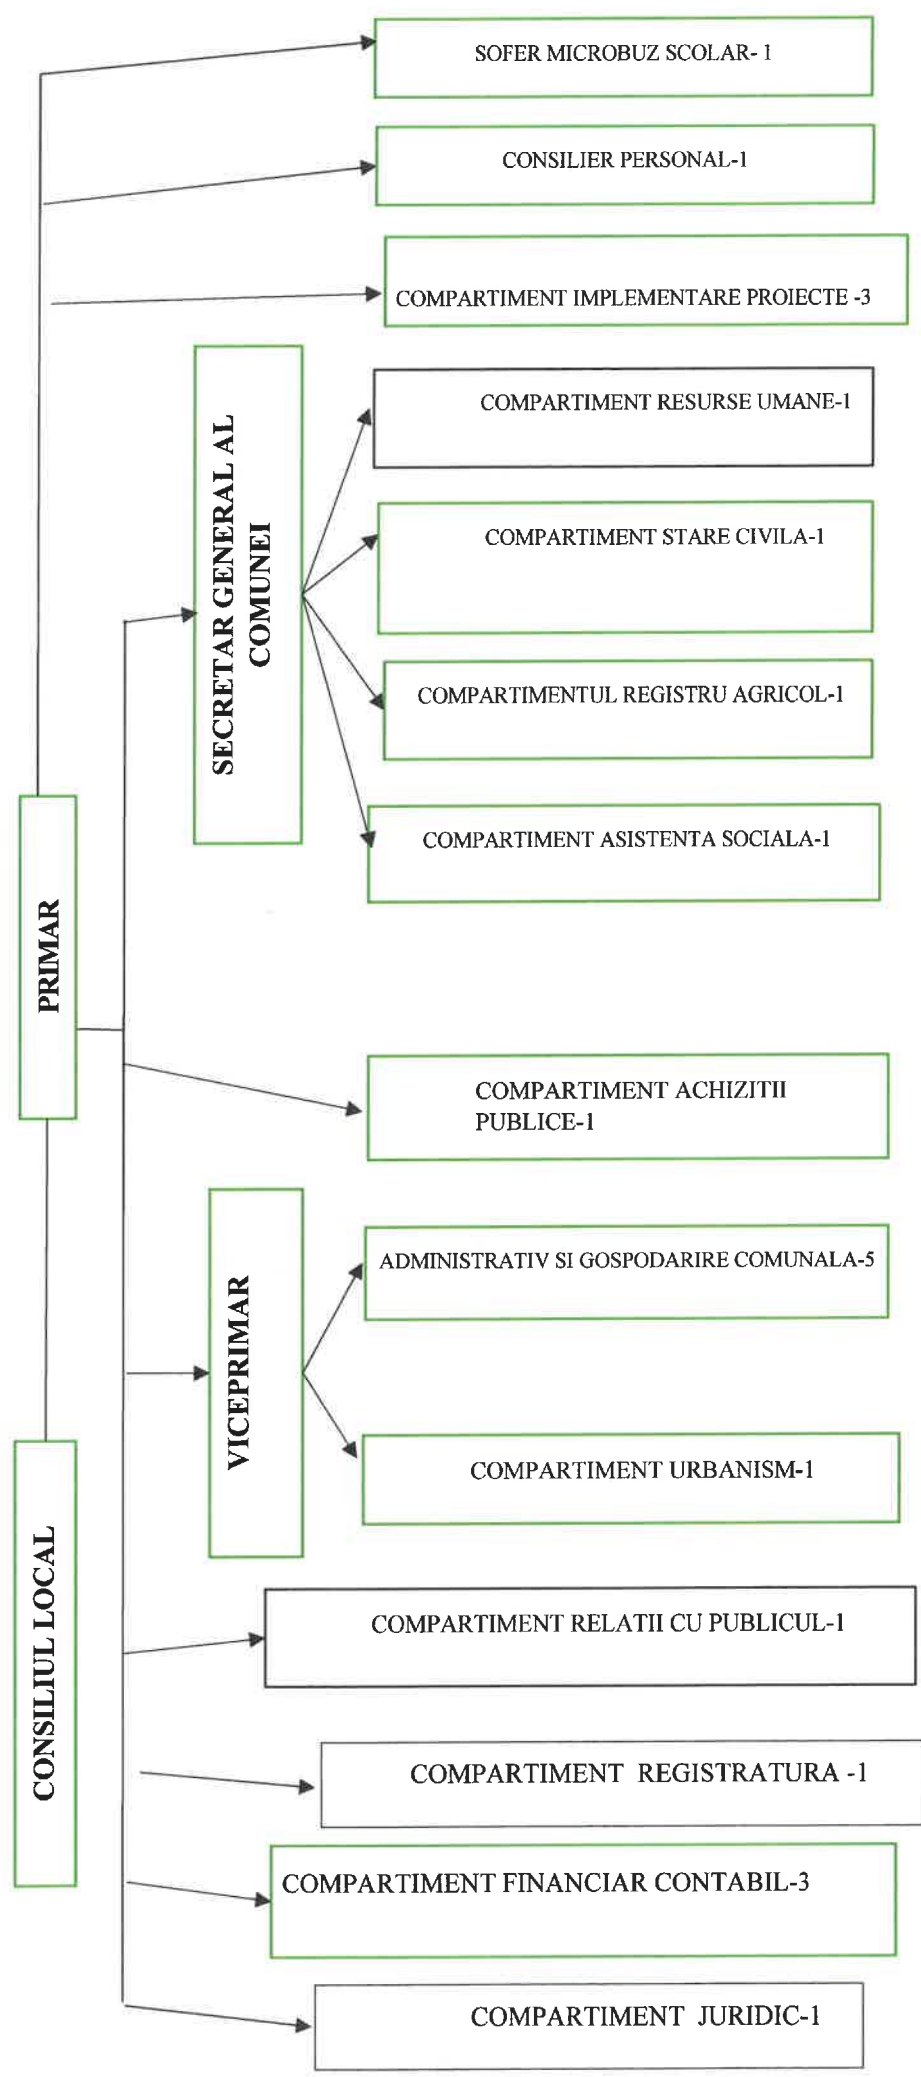 SOFER MICROBUZ SCOLAR- 1
CONSILIER PERSONAL-1
COMPARTIMENT IMPLEMENTARE PROIECTE -3
SECRETAR GENERAL AL
COMUNEI
COMPARTIMENT RESURSE UMANE-1
COMPARTIMENT STARE CIVILA-1
COMPARTIMENTUL REGISTRU AGRICOL-1
COMPARTIMENT ASISTENTA SOCIALA-1
PRIMAR
COMPARTIMENT ACHIZITII
PUBLICE-1
VICEPRIMAR
ADMINISTRATIV SI GOSPODARIRE COMUNALA-5
COMPARTIMENT URBANISM-1
CONSILIUL LOCAL
COMPARTIMENT RELATII CU PUBLICUL-1
COMPARTIMENT REGISTRATURA -1
COMPARTIMENT FINANCIAR CONTABIL-3
COMPARTIMENT JURIDIC-1